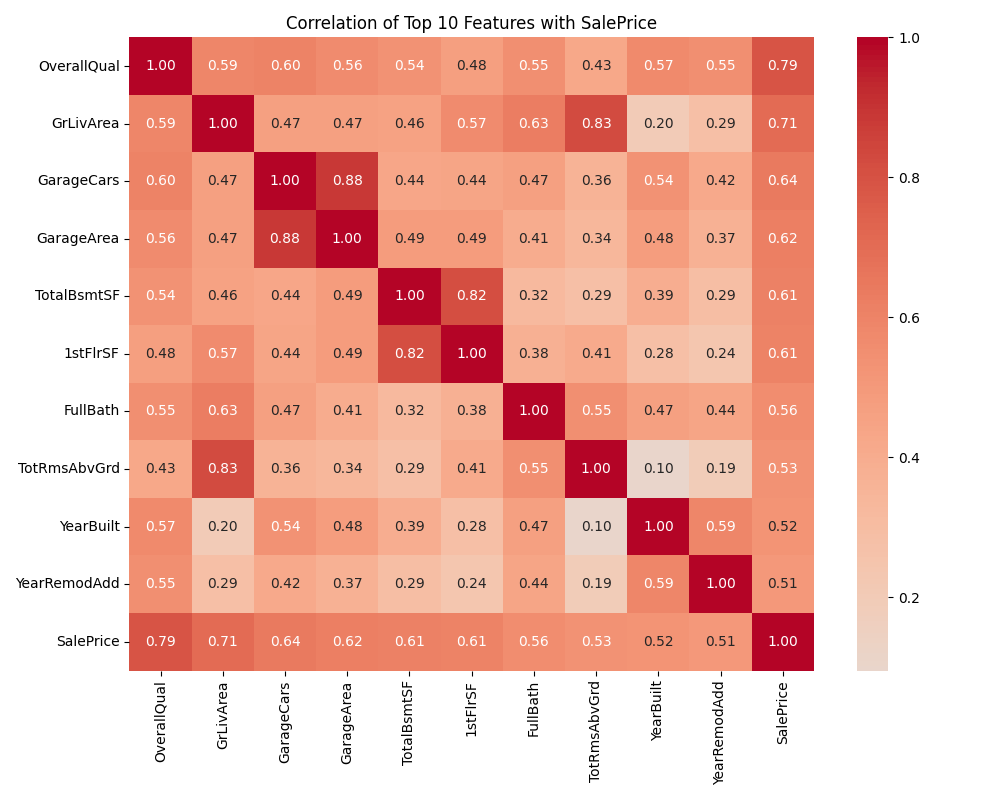 Correlation of Top 10 Features with SalePrice
OverallQual 1.00 0.59 0.60 0.56 0.54 0.48 0.55 0.43 0.57 0.55 0.79
GrLivArea 0.59 1.00 0.47 0.47 0.46 0.57 0.63 0.83 0.20 0.29 0.71
GarageCars 0.60 0.47 1.00 0.88 0.44 0.44 0.47 0.36 0.54 0.42 0.64
GarageArea 0.56 0.47 0.88 1.00 0.49 0.49 0.41 0.34 0.48 0.37 0.62
TotalBsmtSF 0.54 0.46 0.44 0.49 1.00 0.82 0.32 0.29 0.39 0.29 0.61
1stFlrSF 0.48 0.57 0.44 0.49 0.82 1.00 0.38 0.41 0.28 0.24 0.61
FullBath 0.55 0.63 0.47 0.41 0.32 0.38 1.00 0.55 0.47 0.44 0.56
TotRmsAbvGrd 0.43 0.83 0.36 0.34 0.29 0.41 0.55 1.00 0.10 0.19 0.53
YearBuilt 0.57 0.20 0.54 0.48 0.39 0.28 0.47 0.10 1.00 0.59 0.52
YearRemodAdd 0.55 0.29 0.42 0.37 0.29 0.24 0.44 0.19 0.59 1.00 0.51
SalePrice 0.79 0.71 0.64 0.62 0.61 0.61 0.56 0.53 0.52 0.51 1.00
OverallQual
GrLivArea
GarageCars
GarageArea
TotalBsmtSF
1stFlrSF
FullBath
TotRmsAbvGrd
YearBuilt
YearRemodAdd
SalePrice
1.0
0.8
0.6
0.4
0.2